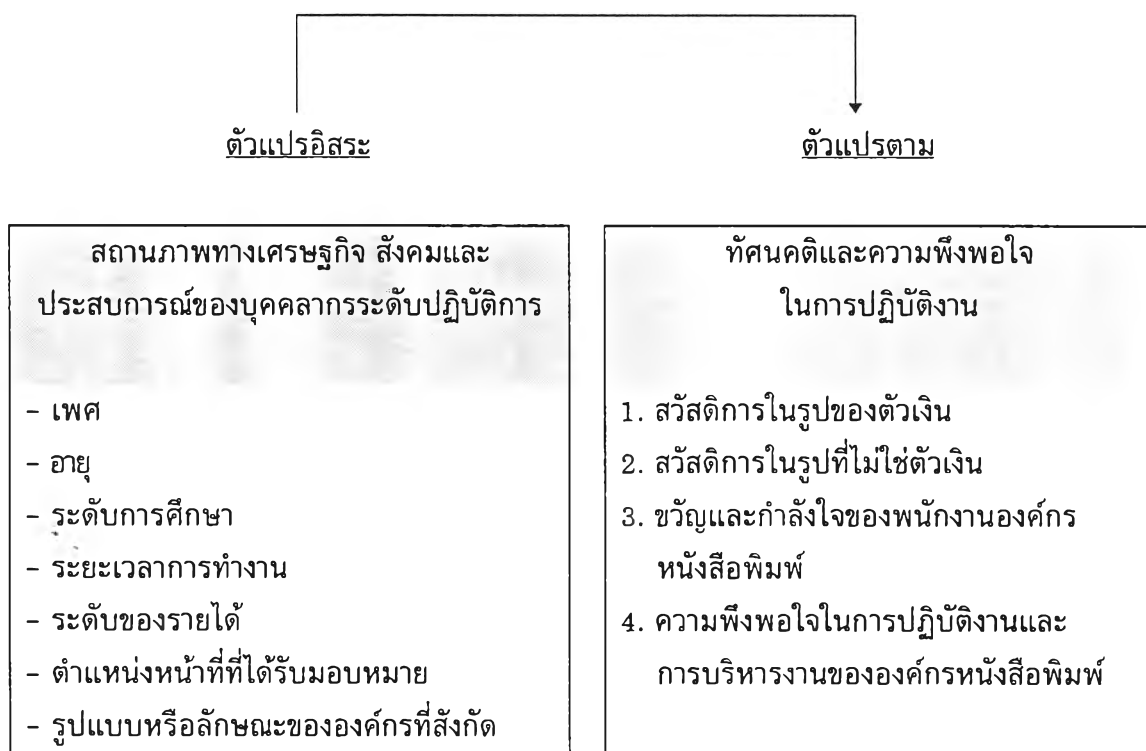 ตัวแปรอิสระ
ตัวแปรตาม
สถานภาพทางเศรษฐกิจ สังคมและ
ประสบการณ์ของบุคคลากรระดับปฏิบัติการ
- เพศ
- อายุ
- ระดับการศึกษา
- ระยะเวลาการทำงาน
- ระดับของรายได้
- ตำแหน่งหน้าที่ที่ได้รับมอบหมาย
- รูปแบบหรือลักษณะขององค์กรที่สังกัด
ทัศนคติและความพึงพอใจ
ในการปฏิบัติงาน
1. สวัสดิการในรูปของตัวเงิน
2. สวัสดิการในรูปที่ไม่ใช่ตัวเงิน
3. ขวัญและกำลังใจของพนักงานองค์กร
หนังสือพิมพ์
4. ความพึงพอใจในการปฏิบัติงานและ
การบริหารงานขององค์กรหนังสือพิมพ์